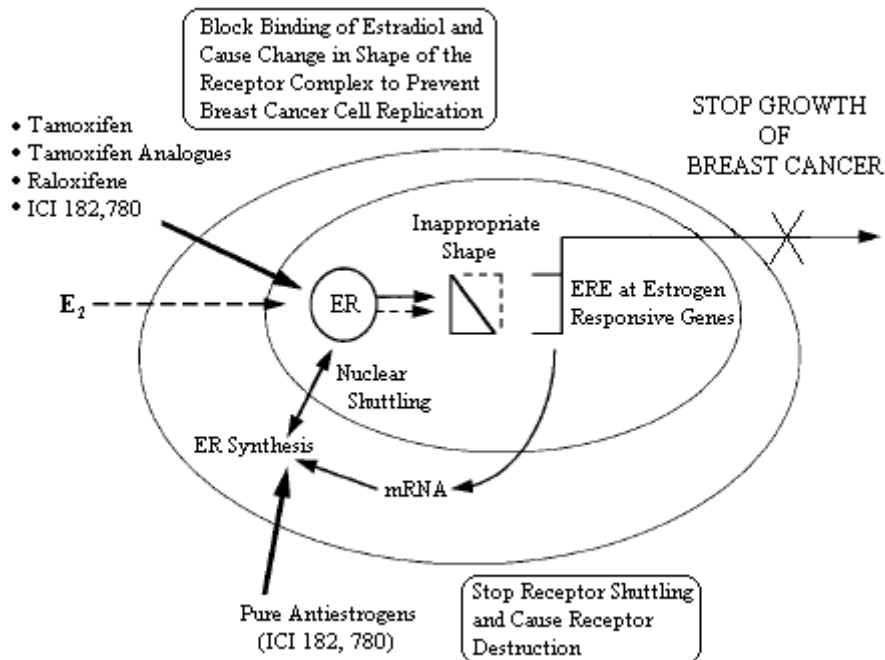 Block Binding of Estradiol and
Cause Change in Shape of the
Receptor Complex to Prevent
Breast Cancer Cell Replication
STOP GROWTH
OF
BREAST CANCER
• Tamoxifen
• Tamoxifen Analogues
• Raloxifene
• ICI 182,780
Inappropriate
Shape
E2
ER
ERE at Estrogen
Responsive Genes
Nuclear
Shuttling
ER Synthesis
mRNA
Pure Antiestrogens
(ICI 182, 780)
Stop Receptor Shuttling
and Cause Receptor
Destruction